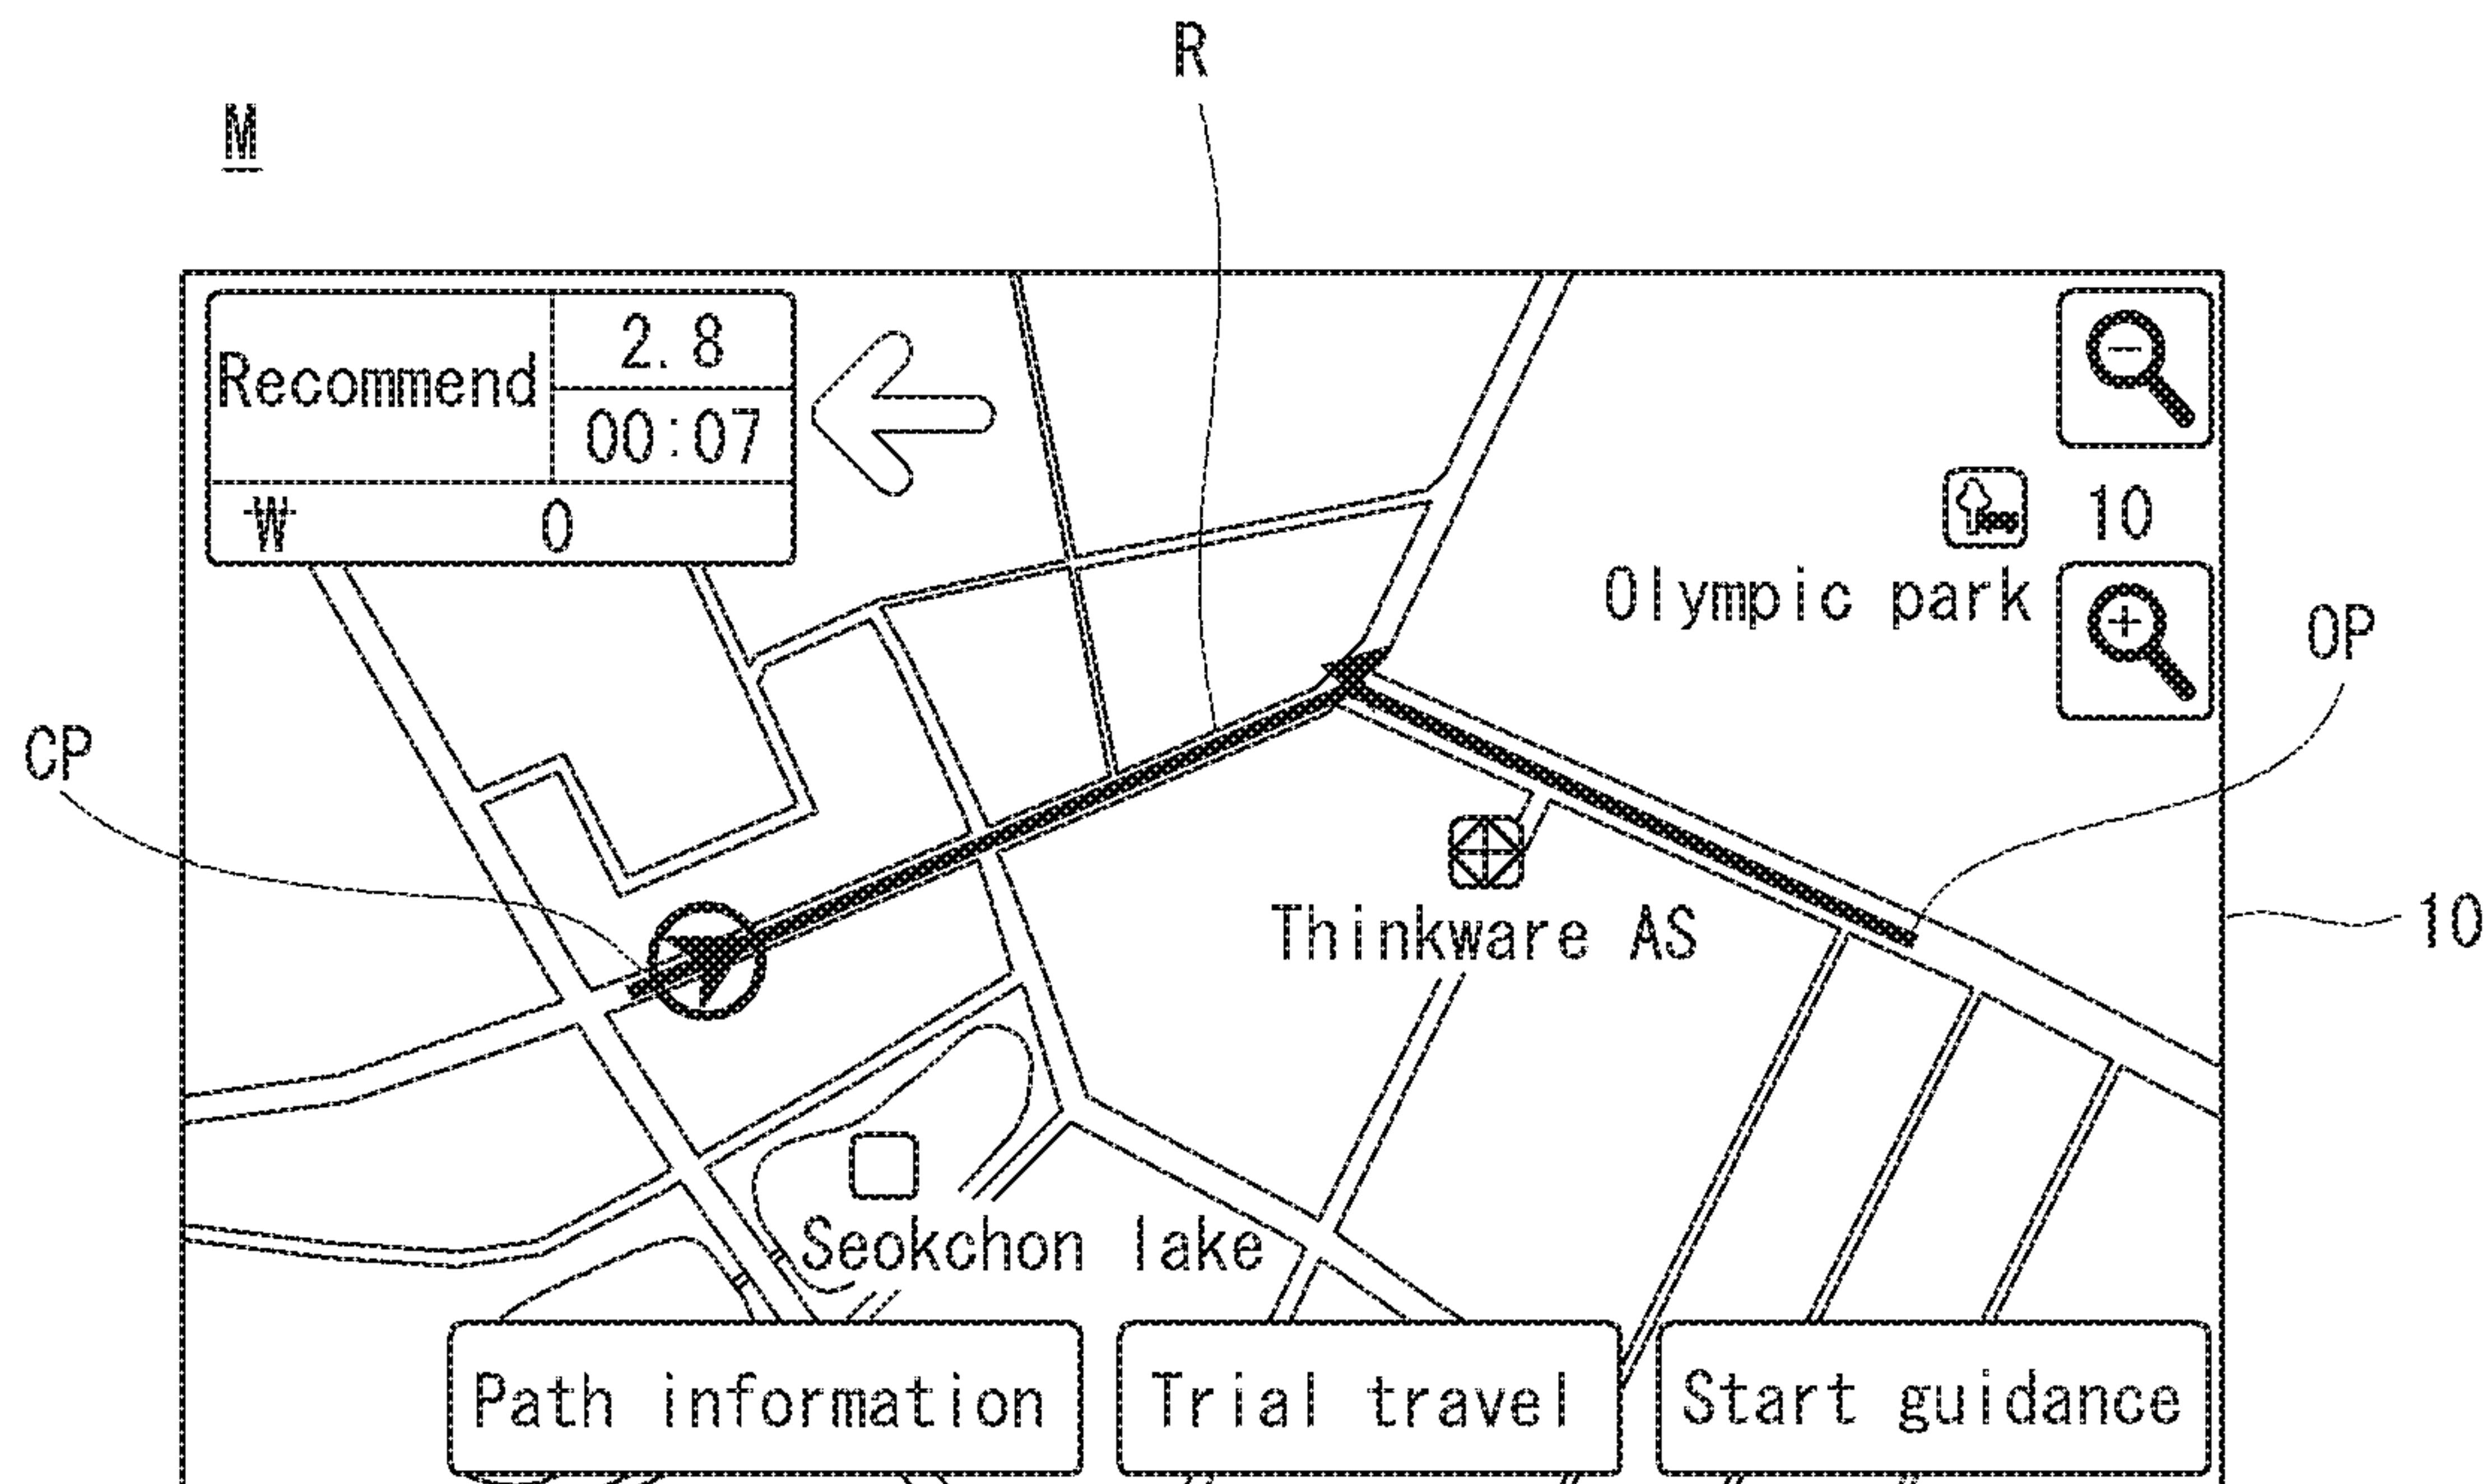 R
M
Recommend
2.8
00:07
₩ 0
10
Olympic park
OP
CP
Thinkware AS
10
Seokchon lake
Path information
Trial travel
Start guidance